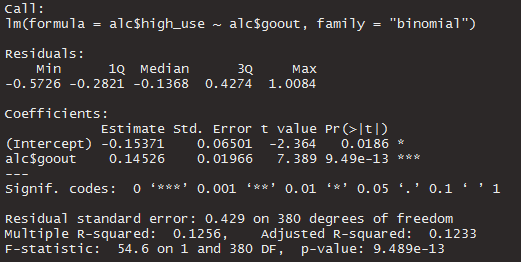 Call:
lm(formula = alc$high_use ~ alc$goout, family = "binomial")
Residuals:
Min 1Q Median 3Q Max
-0.5726 -0.2821 -0.1368 0.4274 1.0084
Coefficients:
Estimate Std. Error t value Pr(>|t|)
(Intercept) -0.15371 0.06501 -2.364 0.0186 *
alc$goout 0.14526 0.01966 7.389 9.49e-13 ***
---
Signif. codes: 0 ‘***’ 0.001 ‘**’ 0.01 ‘*’ 0.05 ‘.’ 0.1 ‘ ’ 1
Residual standard error: 0.429 on 380 degrees of freedom
Multiple R-squared: 0.1256, Adjusted R-squared: 0.1233
F-statistic: 54.6 on 1 and 380 DF, p-value: 9.489e-13